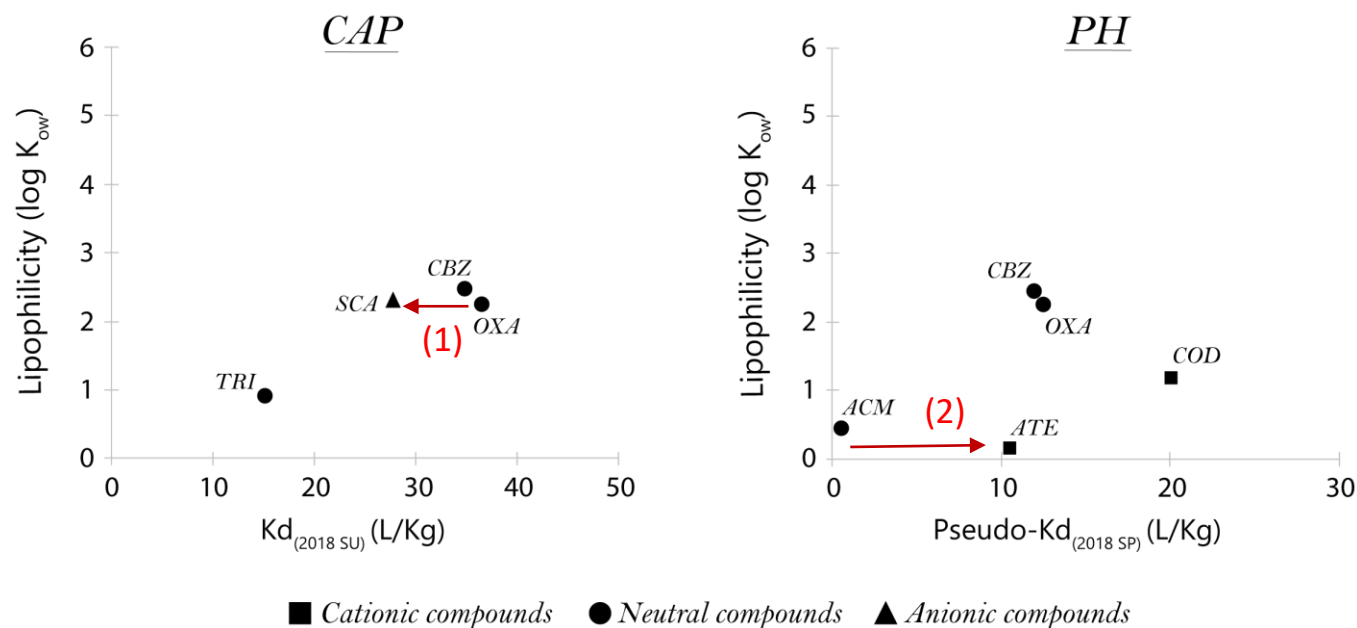 CAP
6
5
4
3
2
1
0
Lipophilicity (log Kow)
CBZ
SCA
OXA
(1)
TRI
0 10 20 30 40 50
Kd(2018 SU) (L/Kg)
PH
6
5
4
3
2
1
0
Lipophilicity (log Kow)
CBZ
OXA
COD
ACM
(2)
ATE
0 10 20 30
Pseudo-Kd(2018 SP) (L/Kg)
Cationic compounds Neutral compounds Anionic compounds